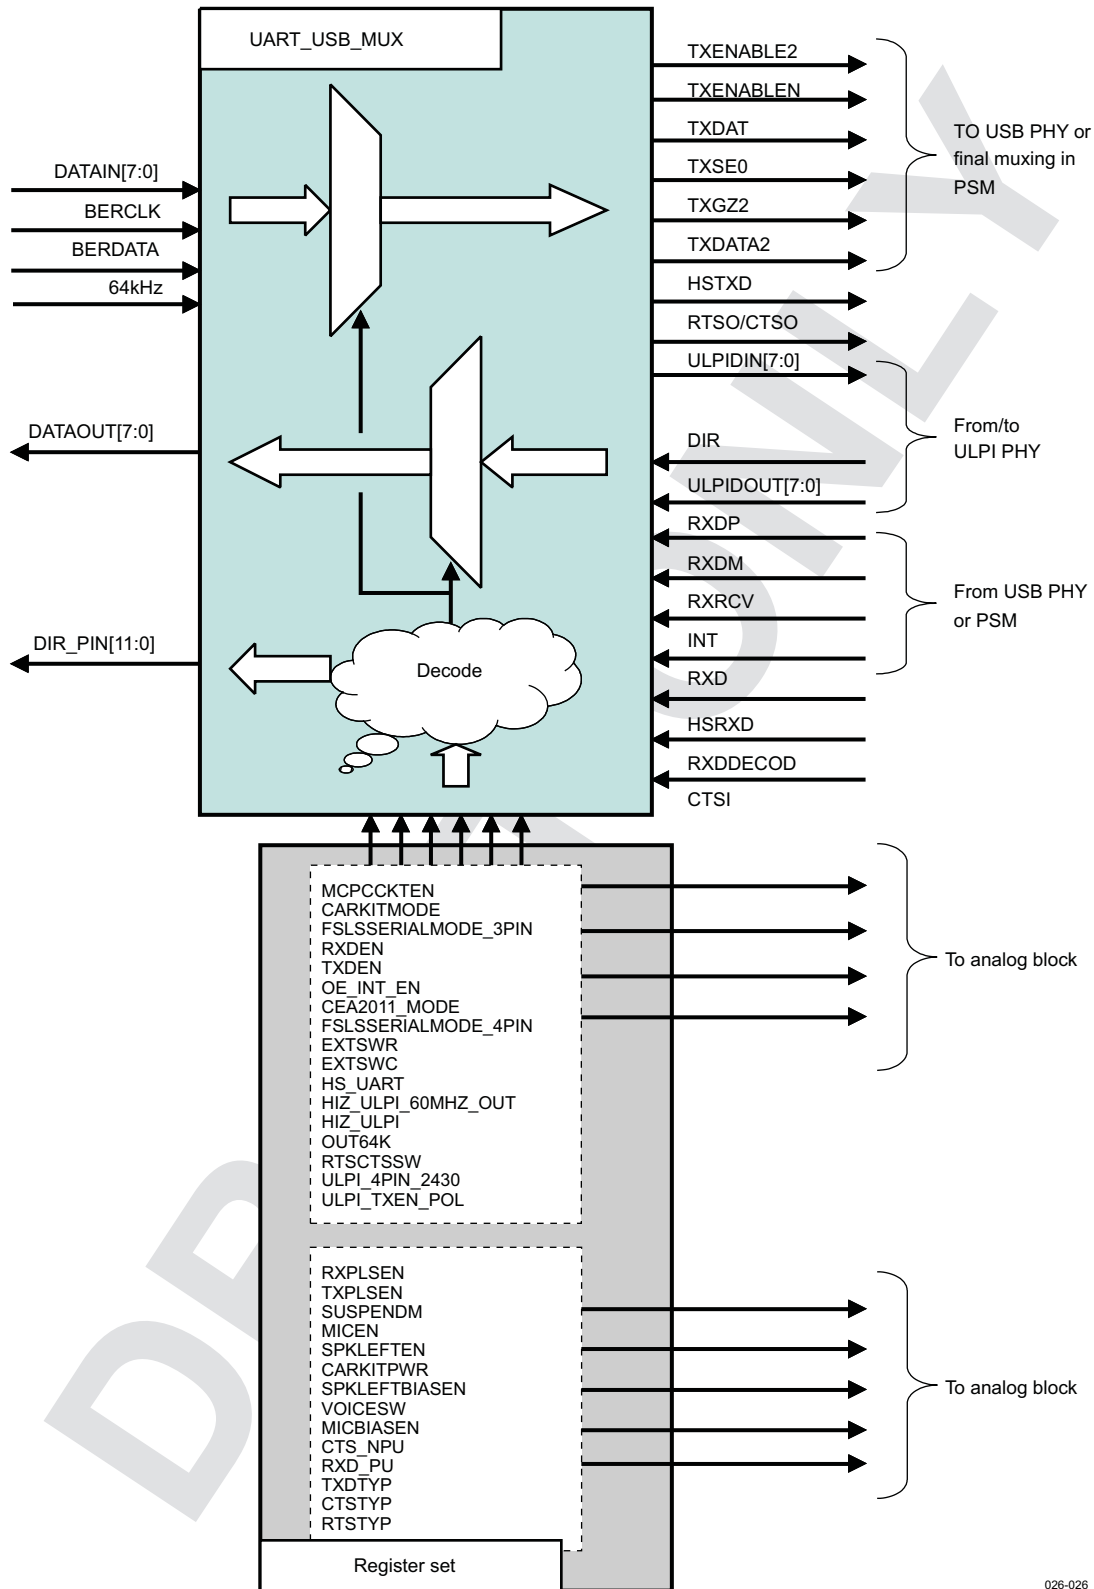 UART_USB_MUX
DATAIN[7:0]
BERCLK
BERDATA
64kHz
DATAOUT[7:0]
DIR_PIN[11:0]
Decode
TXENABLE2
TXENABLEN
TXDAT
TXSE0
TXGZ2
TXDATA2
HSTXD
RTSO/CTSO
ULPIDIN[7:0]
DIR
ULPIDOUT[7:0]
RXDP
RXDM
RXRCV
INT
RXD
HSRXD
RXDDECOD
CTSI
TO USB PHY or
final muxing in
PSM
From/to
ULPI PHY
From USB PHY
or PSM
MCPCCKTEN
CARKITMODE
FSLSSERIALMODE_3PIN
RXDEN
TXDEN
OE_INT_EN
CEA2011_MODE
FSLSSERIALMODE_4PIN
EXTSWR
EXTSWC
HS_UART
HIZ_ULPI_60MHZ_OUT
HIZ_ULPI
OUT64K
RTSCTSSW
ULPI_4PIN_2430
ULPI_TXEN_POL
To analog block
RXPLSEN
TXPLSEN
SUSPENDM
MICEN
SPKLEFTEN
CARKITPWR
SPKLEFTBIASEN
VOICESW
MICBIASEN
CTS_NPU
RXD_PU
TXDTYP
CTSTYP
RTSTYP
To analog block
Register set
026-026